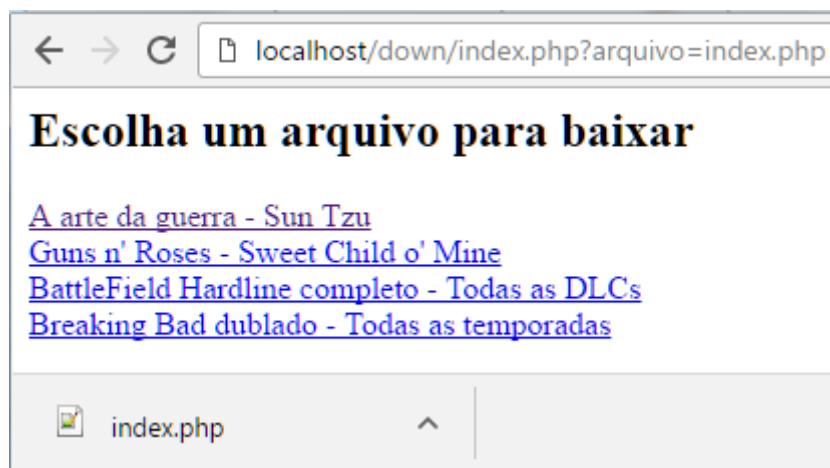 localhost/down/index.php?arquivo=index.php
Escolha um arquivo para baixar
A arte da guerra - Sun Tzu
Guns n' Roses - Sweet Child o' Mine
BattleField Hardline completo - Todas as DLCs
Breaking Bad dublado - Todas as temporadas
index.php